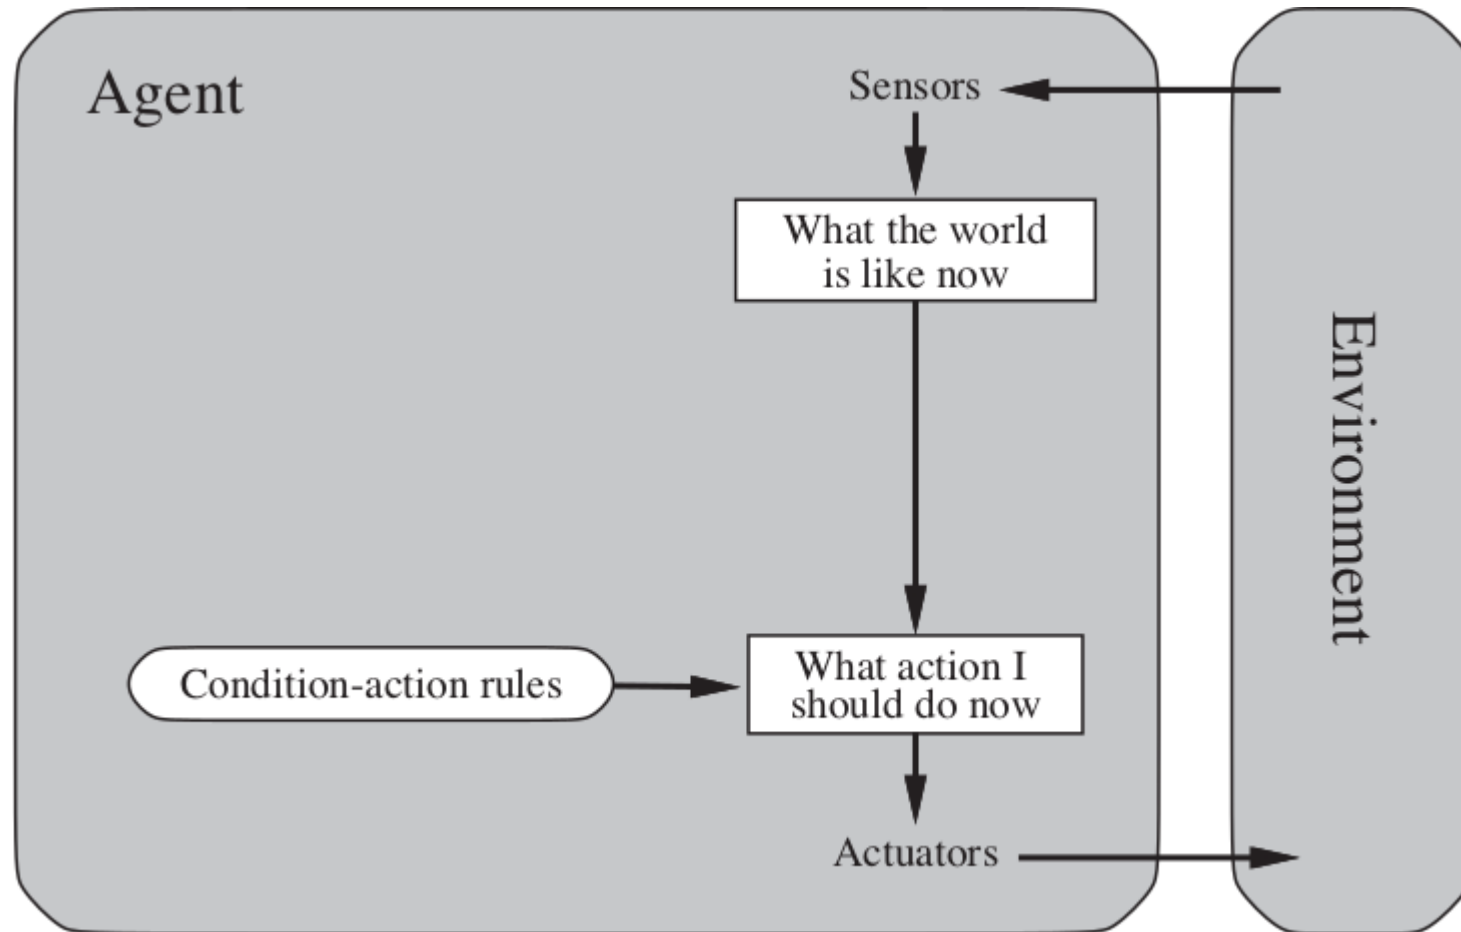 Agent
Sensors
What the world
is like now
Environment
Condition-action rules
What action I
should do now
Actuators